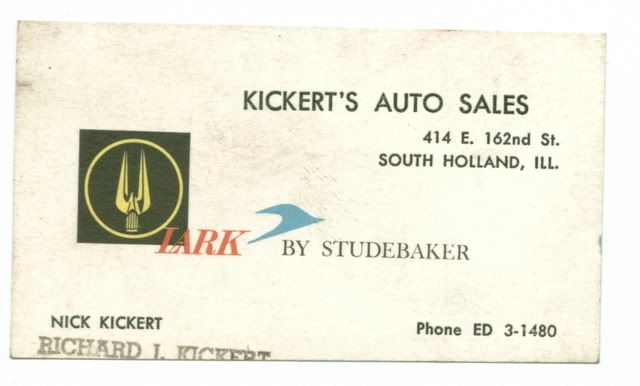 KICKERT'S AUTO SALES
414 E. 162nd St.
SOUTH HOLLAND, ILL.
LARK BY STUDEBAKER
NICK KICKERT
Phone ED 3-1480
RICHARD J. KICKERT